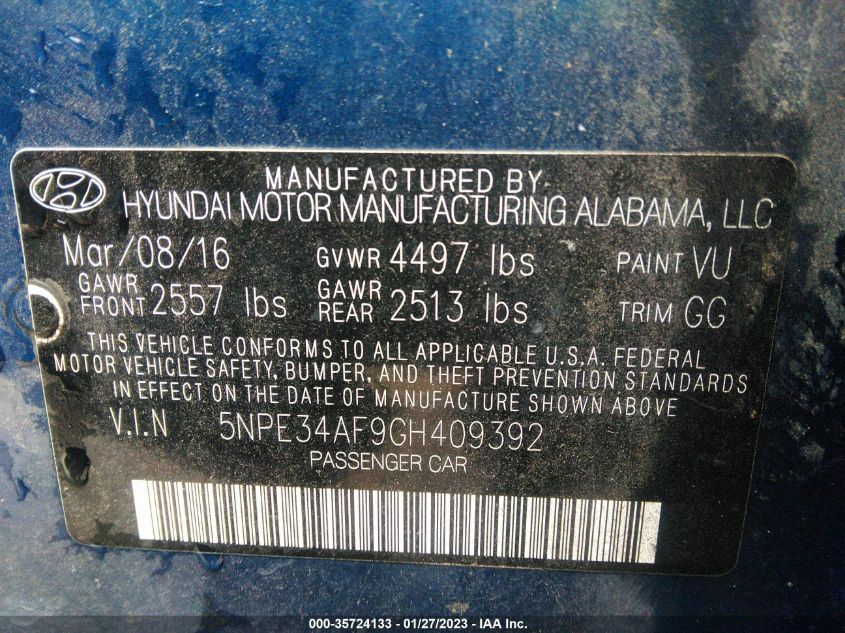 MANUFACTURED BY:
HYUNDAI MOTOR MANUFACTURING ALABAMA, LLC
Mar/08/16 GVWR 4497 lbs PAINT VU
GAWR FRONT 2557 lbs GAWR REAR 2513 lbs TRIM GG
THIS VEHICLE CONFORMS TO ALL APPLICABLE U.S.A. FEDERAL
MOTOR VEHICLE SAFETY, BUMPER, AND THEFT PREVENTION STANDARDS
IN EFFECT ON THE DATE OF MANUFACTURE SHOWN ABOVE
V.I.N 5NPE34AF9GH409392
PASSENGER CAR
000-35724133 - 01/27/2023 - IAA Inc.